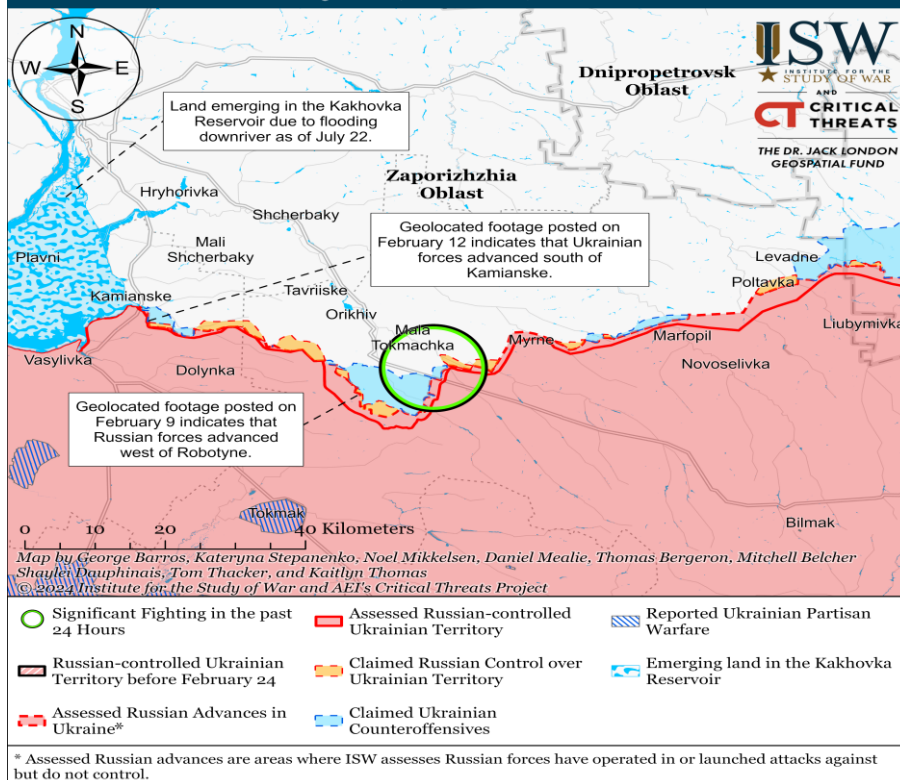 N
W
E
S
ISW
INSTITUTE FOR THE
STUDY OF WAR
AND
CT CRITICAL
THREATS
THE DR. JACK LONDON
GEOSPATIAL FUND
Dnipropetrovsk
Oblast
Land emerging in the Kakhovka
Reservoir due to flooding
downriver as of July 22.
Zaporizhzhia
Oblast
Hryhorivka
Shcherbaky
Geolocated footage posted on
February 12 indicates that Ukrainian
forces advanced south of
Kamianske.
Mali
Shcherbaky
Plavni
Levadne
Poltavka
Tavriiske
Kamianske
Orikhiv
Mala
Tokmachka
Myrne
Marfopil
Liubymivka
Vasylivka
Dolynka
Novoselivka
Geolocated footage posted on
February 9 indicates that
Russian forces advanced
west of Robotyne.
Tokmak
Bilmak
0 10 20 40 Kilometers
Map by George Barros, Kateryna Stepanenko, Noel Mikkelsen, Daniel Mealie, Thomas Bergeron, Mitchell Belcher
Shayler Dauphinais, Tom Thacker, and Kaitlyn Thomas
© 2024 Institute for the Study of War and AEI's Critical Threats Project
Significant Fighting in the past
24 Hours
Assessed Russian-controlled
Ukrainian Territory
Reported Ukrainian Partisan
Warfare
Russian-controlled Ukrainian
Territory before February 24
Claimed Russian Control over
Ukrainian Territory
Emerging land in the Kakhovka
Reservoir
Assessed Russian Advances in
Ukraine*
Claimed Ukrainian
Counteroffensives
* Assessed Russian advances are areas where ISW assesses Russian forces have operated in or launched attacks against
but do not control.